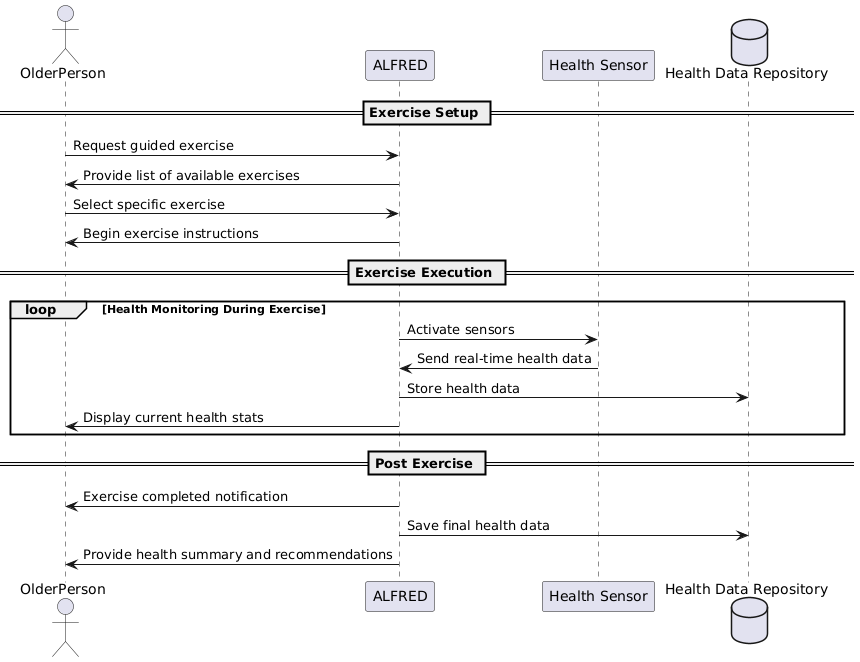 OlderPerson
ALFRED
Health Sensor
Health Data Repository
Exercise Setup
Request guided exercise
Provide list of available exercises
Select specific exercise
Begin exercise instructions
Exercise Execution
loop [Health Monitoring During Exercise]
Activate sensors
Send real-time health data
Store health data
Display current health stats
Post Exercise
Exercise completed notification
Save final health data
Provide health summary and recommendations
OlderPerson
ALFRED
Health Sensor
Health Data Repository